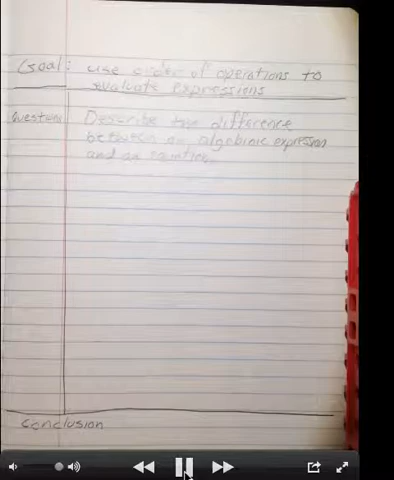 Goal: use order of operations to
evaluate expressions
Questions Describe the difference
between an algebraic expression
and an equation
Conclusion